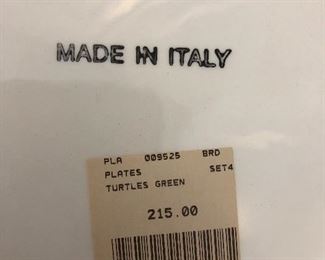 MADE IN ITALY
PLA 009525 BRD
PLATES SET4
TURTLES GREEN
215.00